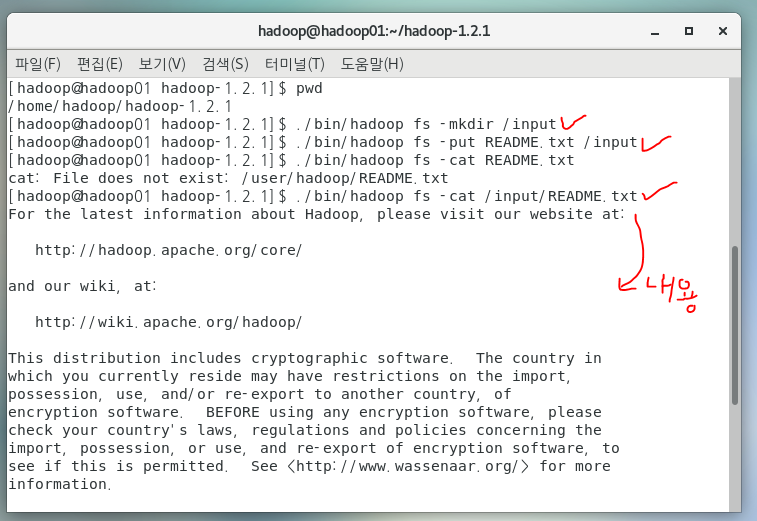 hadoop@hadoop01:~/hadoop-1.2.1
파일(F) 편집(E) 보기(V) 검색(S) 터미널(T) 도움말(H)
[hadoop@hadoop01 hadoop-1.2.1]$ pwd
/home/hadoop/hadoop-1.2.1
[hadoop@hadoop01 hadoop-1.2.1]$ ./bin/hadoop fs -mkdir /input
[hadoop@hadoop01 hadoop-1.2.1]$ ./bin/hadoop fs -put README.txt /input
[hadoop@hadoop01 hadoop-1.2.1]$ ./bin/hadoop fs -cat README.txt
cat: File does not exist: /user/hadoop/README.txt
[hadoop@hadoop01 hadoop-1.2.1]$ ./bin/hadoop fs -cat /input/README.txt
For the latest information about Hadoop, please visit our website at:
http://hadoop.apache.org/core/
and our wiki, at:
내용
http://wiki.apache.org/hadoop/
This distribution includes cryptographic software.  The country in
which you currently reside may have restrictions on the import,
possession, use, and/or re-export to another country, of
encryption software.  BEFORE using any encryption software, please
check your country's laws, regulations and policies concerning the
import, possession, or use, and re-export of encryption software, to
see if this is permitted.  See <http://www.wassenaar.org/> for more
information.